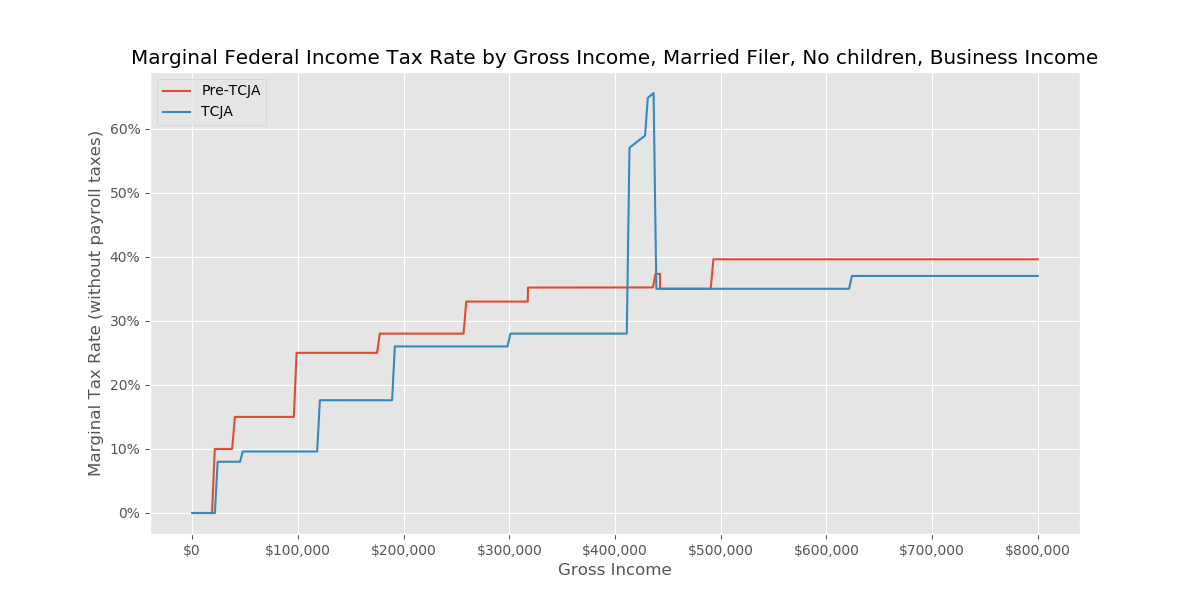 Marginal Federal Income Tax Rate by Gross Income, Married Filer, No children, Business Income
Pre-TCJA
TCJA
Marginal Tax Rate (without payroll taxes)
60%
50%
40%
30%
20%
10%
0%
$0 $100,000 $200,000 $300,000 $400,000 $500,000 $600,000 $700,000 $800,000
Gross Income